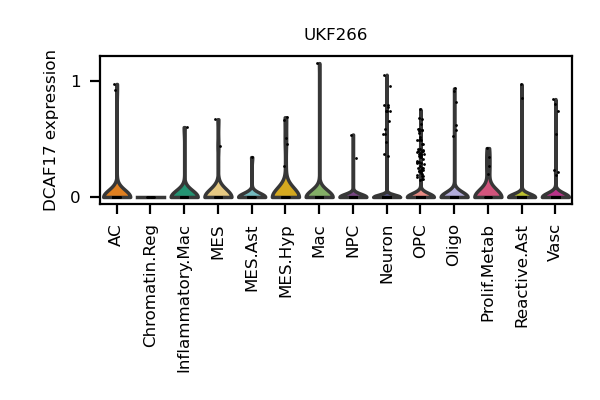 UKF266
DCAF17 expression
1
0
AC
Chromatin.Reg
Inflammatory.Mac
MES
MES.Ast
MES.Hyp
Mac
NPC
Neuron
OPC
Oligo
Prolif.Metab
Reactive.Ast
Vasc